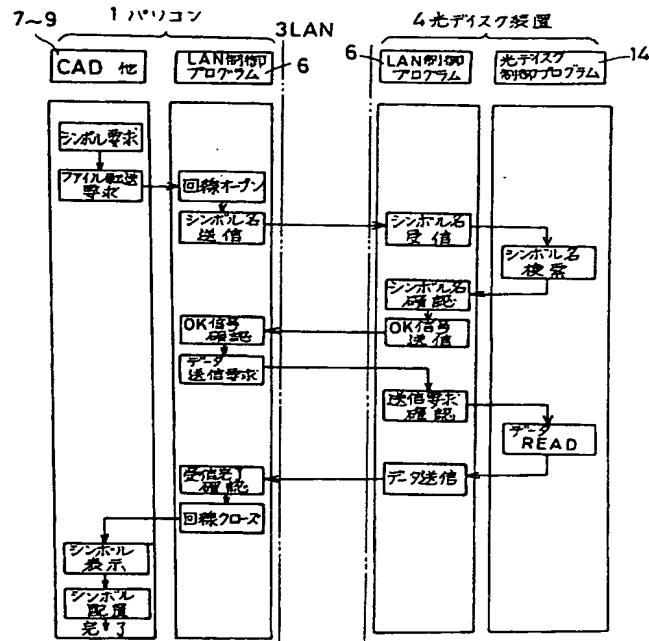 1 パソコン
3LAN
4 光ディスク装置
7~9
CAD 他
LAN制御
プログラム
6
6
LAN制御
プログラム
光ディスク
制御プログラム
14
シンボル要求
ファイル転送
要求
回線オープン
シンボル名
送信
シンボル名
受信
シンボル名
検索
シンボル名
確認
OK信号
送信
OK信号
確認
データ
送信要求
送信要求
確認
データ
READ
データ送信
受信完了
確認
回線クローズ
シンボル
表示
シンボル
配置
完了